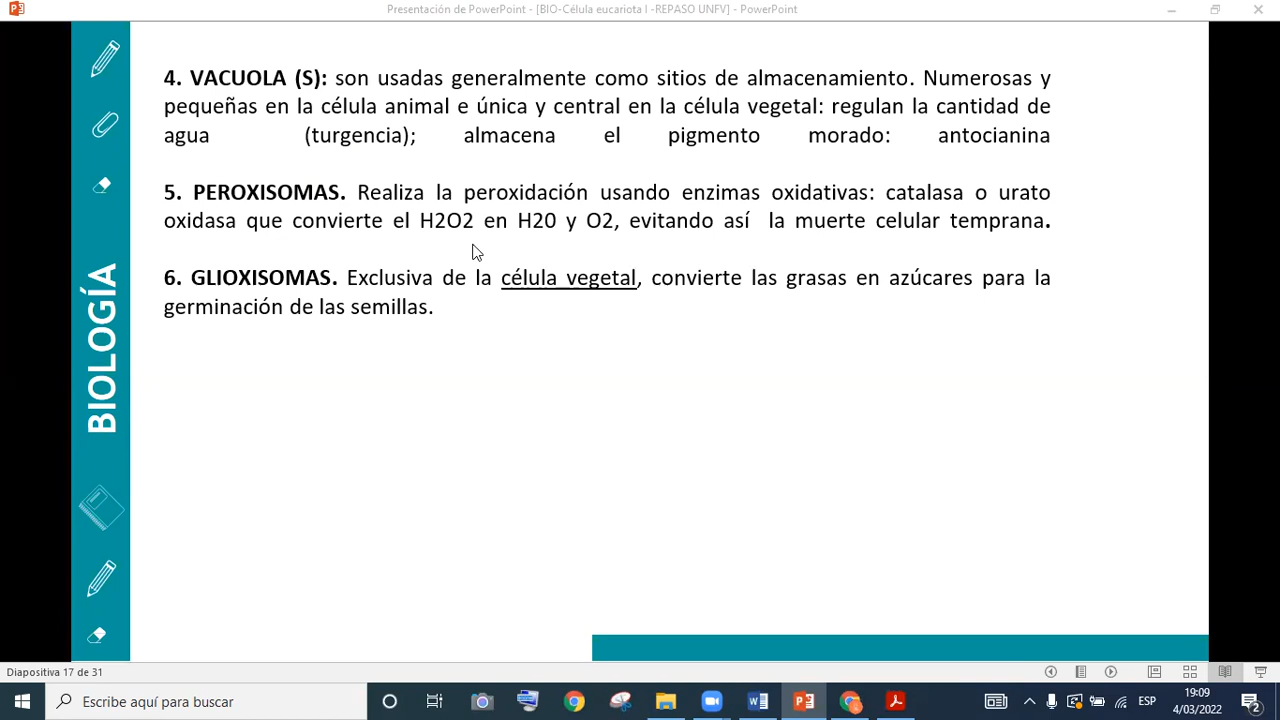 Presentación de PowerPoint - [BIO-Célula eucariota I -REPASO UNFV] - PowerPoint
4. VACUOLA (S): son usadas generalmente como sitios de almacenamiento. Numerosas y
pequeñas en la célula animal e única y central en la célula vegetal: regulan la cantidad de
agua (turgencia); almacena el pigmento morado: antocianina
5. PEROXISOMAS. Realiza la peroxidación usando enzimas oxidativas: catalasa o urato
oxidasa que convierte el H2O2 en H20 y O2, evitando así la muerte celular temprana.
6. GLIOXISOMAS. Exclusiva de la célula vegetal, convierte las grasas en azúcares para la
germinación de las semillas.
BIOLOGÍA
Diapositiva 17 de 31
Escribe aquí para buscar
ESP
19:09
4/03/2022
2